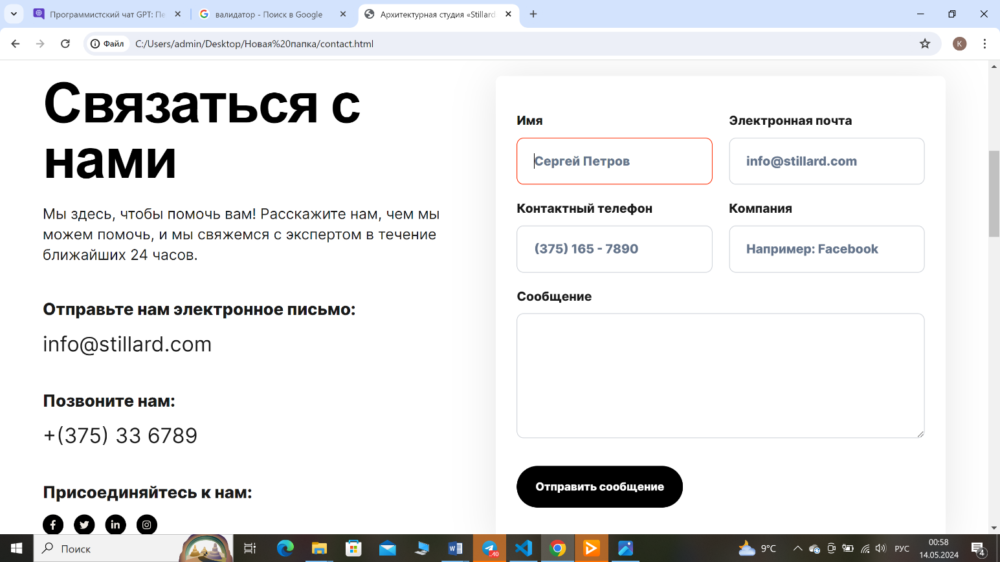 Программистский чат GPT: Пе
валидатор - Поиск в Google
Архитектурная студия «Stillard
Файл
C:/Users/admin/Desktop/Новая%20папка/contact.html
K
Связаться с
нами
Мы здесь, чтобы помочь вам! Расскажите нам, чем мы
можем помочь, и мы свяжемся с экспертом в течение
ближайших 24 часов.
Отправьте нам электронное письмо:
info@stillard.com
Позвоните нам:
+(375) 33 6789
Присоединяйтесь к нам:
Имя
Электронная почта
Сергей Петров
info@stillard.com
Контактный телефон
Компания
(375) 165 - 7890
Например: Facebook
Сообщение
Отправить сообщение
Поиск
40
9°C
РУС
00:58
14.05.2024
4